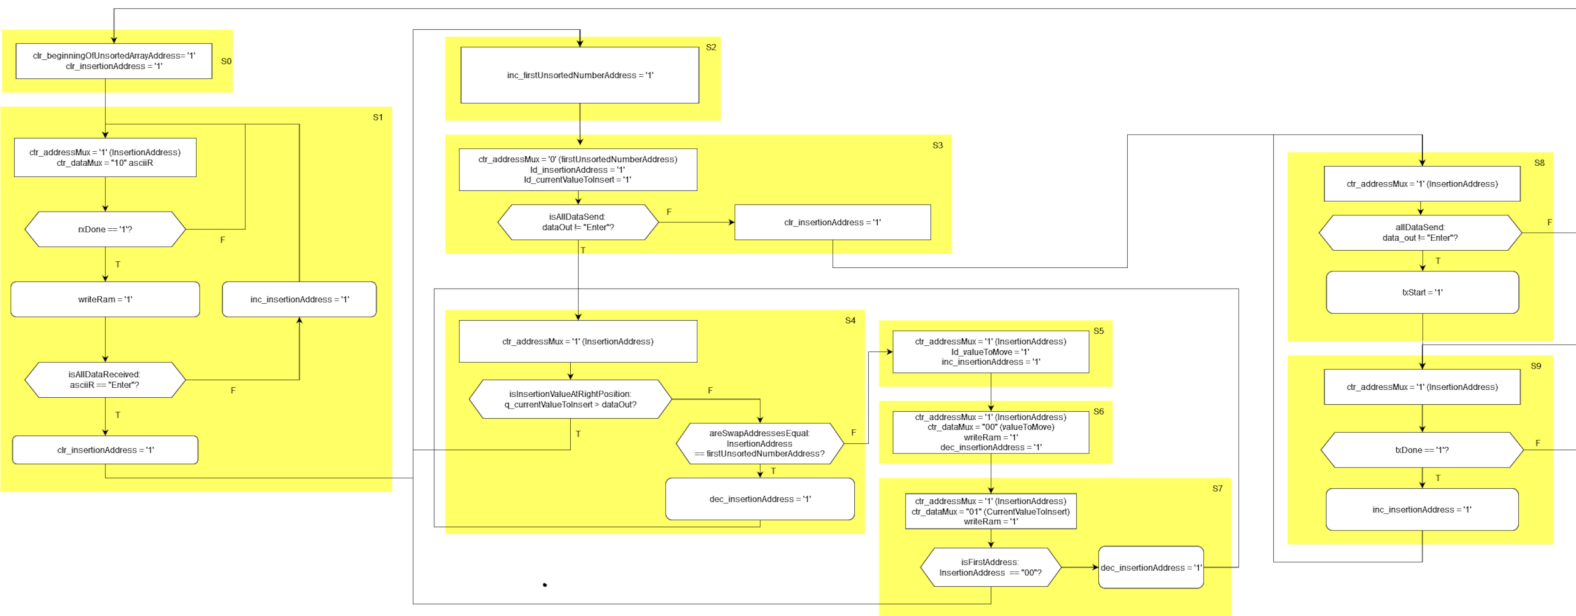 clr_beginningOfUnsortedArrayAddress= '1'
clr_insertionAddress = '1'
S0
S1
ctr_addressMux = '1' (InsertionAddress)
ctr_dataMux = "10" asciiR
rxDone == '1'?
F
T
writeRam = '1'
inc_insertionAddress = '1'
isAllDataReceived:
asciiR == "Enter"?
F
T
clr_insertionAddress = '1'
S2
inc_firstUnsortedNumberAddress = '1'
S3
ctr_addressMux = '0' (firstUnsortedNumberAddress)
ld_insertionAddress = '1'
ld_currentValueToInsert = '1'
isAllDataSend:
dataOut != "Enter"?
F
clr_insertionAddress = '1'
T
S4
ctr_addressMux = '1' (InsertionAddress)
isInsertionValueAtRightPosition:
q_currentValueToInsert > dataOut?
F
T
areSwapAddressesEqual:
InsertionAddress
== firstUnsortedNumberAddress?
F
T
dec_insertionAddress = '1'
S5
ctr_addressMux = '1' (InsertionAddress)
ld_valueToMove = '1'
inc_insertionAddress = '1'
S6
ctr_addressMux = '1' (InsertionAddress)
ctr_dataMux = "00" (valueToMove)
writeRam = '1'
dec_insertionAddress = '1'
S7
ctr_addressMux = '1' (InsertionAddress)
ctr_dataMux = "01" (CurrentValueToInsert)
writeRam = '1'
isFirstAddress:
InsertionAddress == "00"?
dec_insertionAddress = '1'
S8
ctr_addressMux = '1' (InsertionAddress)
allDataSend:
data_out != "Enter"?
F
T
txStart = '1'
S9
ctr_addressMux = '1' (InsertionAddress)
txDone == '1'?
F
T
inc_insertionAddress = '1'